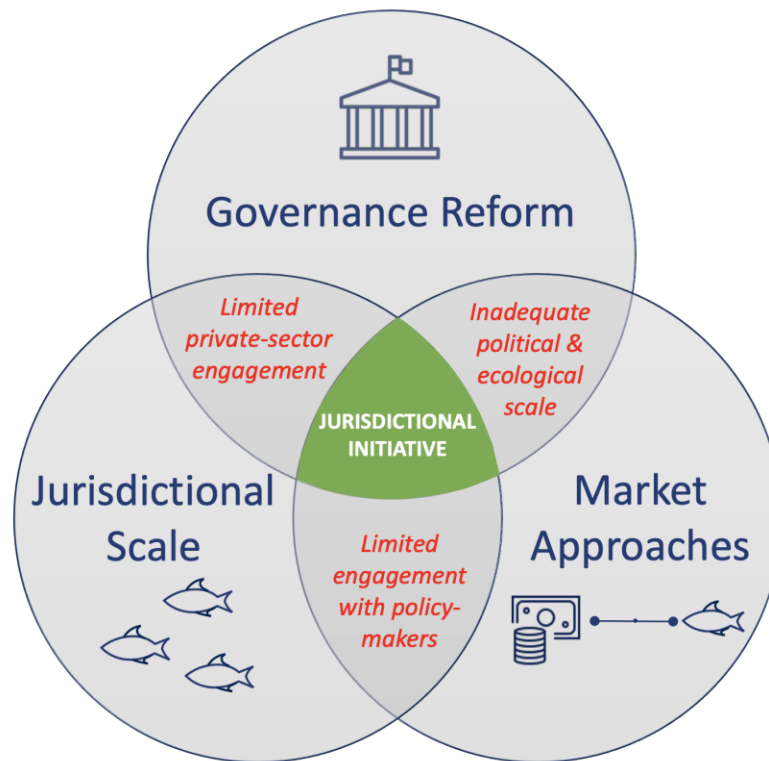 Governance Reform
Limited
private-sector
engagement
Inadequate
political &
ecological
scale
JURISDICTIONAL
INITIATIVE
Jurisdictional
Scale
Market
Approaches
Limited
engagement
with policy-
makers